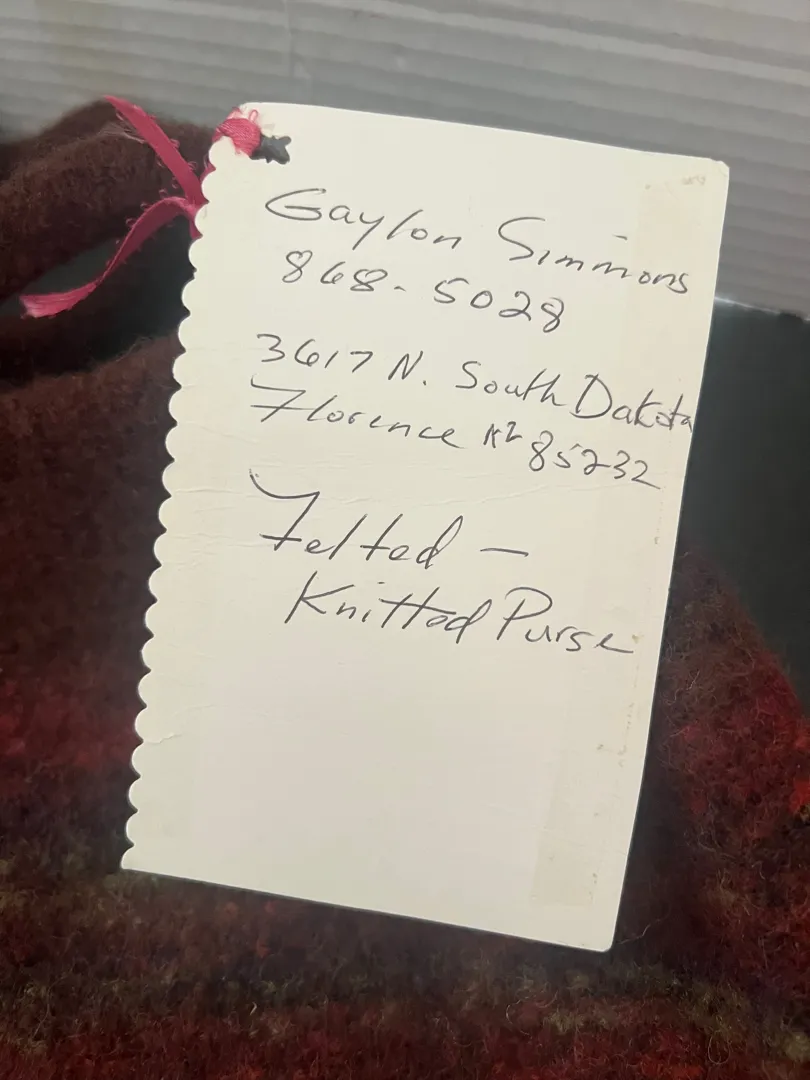 Gaylon Simmons
868-5028
3617 N. South Dakota
Florence AZ 85232
Felted -
Knitted Purse